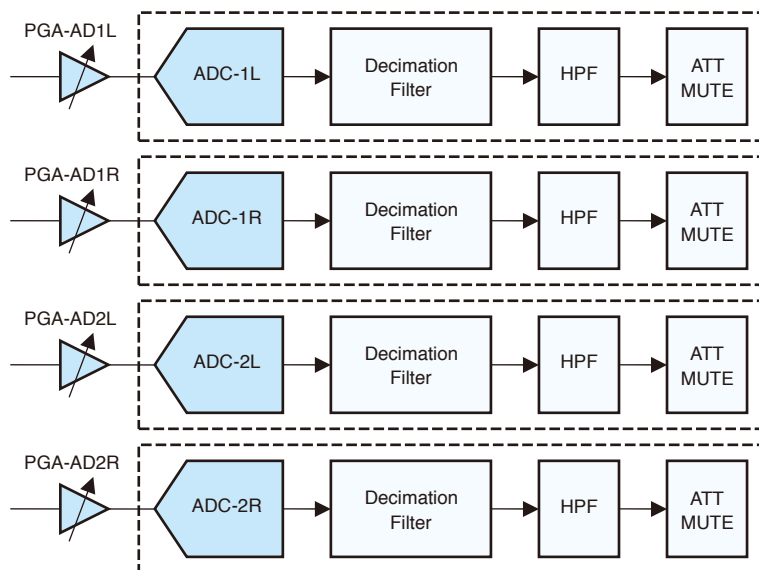 PGA-AD1L
ADC-1L
Decimation
Filter
HPF
ATT
MUTE
PGA-AD1R
ADC-1R
Decimation
Filter
HPF
ATT
MUTE
PGA-AD2L
ADC-2L
Decimation
Filter
HPF
ATT
MUTE
PGA-AD2R
ADC-2R
Decimation
Filter
HPF
ATT
MUTE